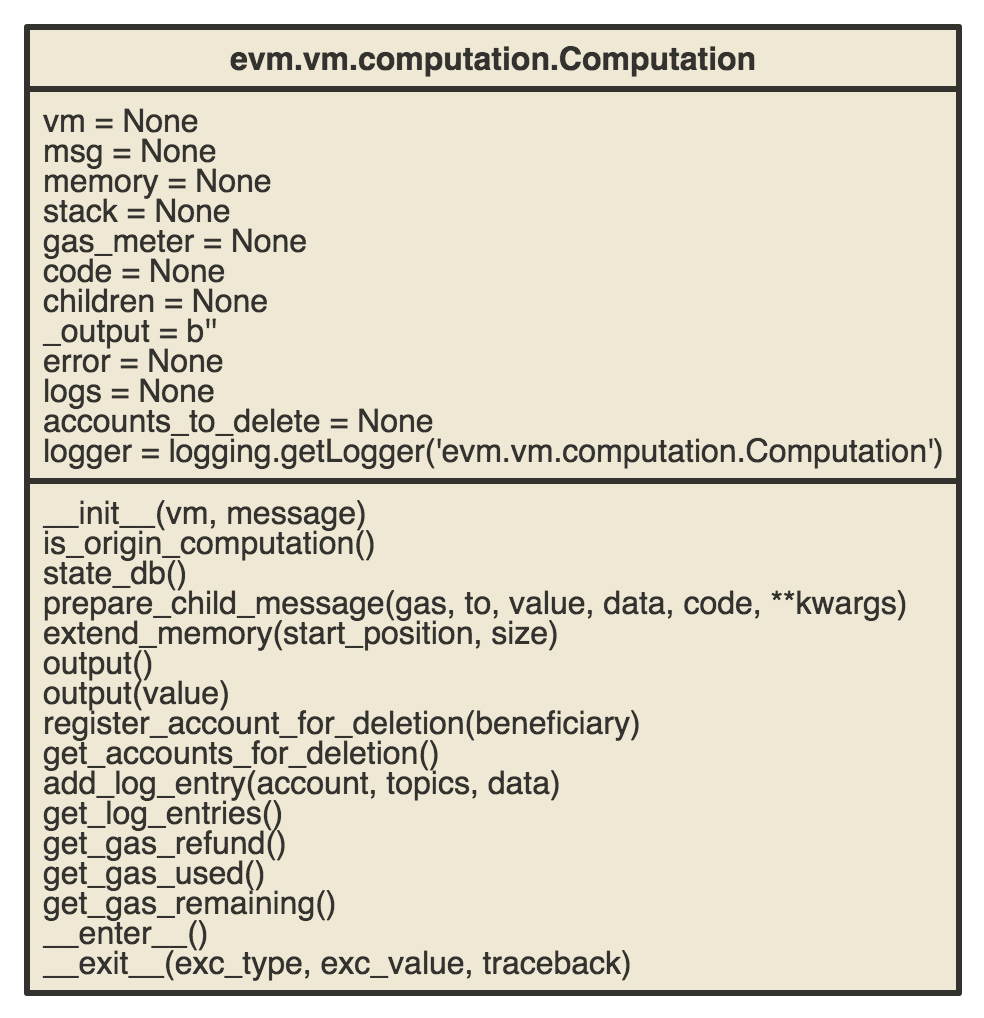 evm.vm.computation.Computation
vm = None
msg = None
memory = None
stack = None
gas_meter = None
code = None
children = None
_output = b''
error = None
logs = None
accounts_to_delete = None
logger = logging.getLogger('evm.vm.computation.Computation')
__init__(vm, message)
is_origin_computation()
state_db()
prepare_child_message(gas, to, value, data, code, **kwargs)
extend_memory(start_position, size)
output()
output(value)
register_account_for_deletion(beneficiary)
get_accounts_for_deletion()
add_log_entry(account, topics, data)
get_log_entries()
get_gas_refund()
get_gas_used()
get_gas_remaining()
__enter__()
__exit__(exc_type, exc_value, traceback)